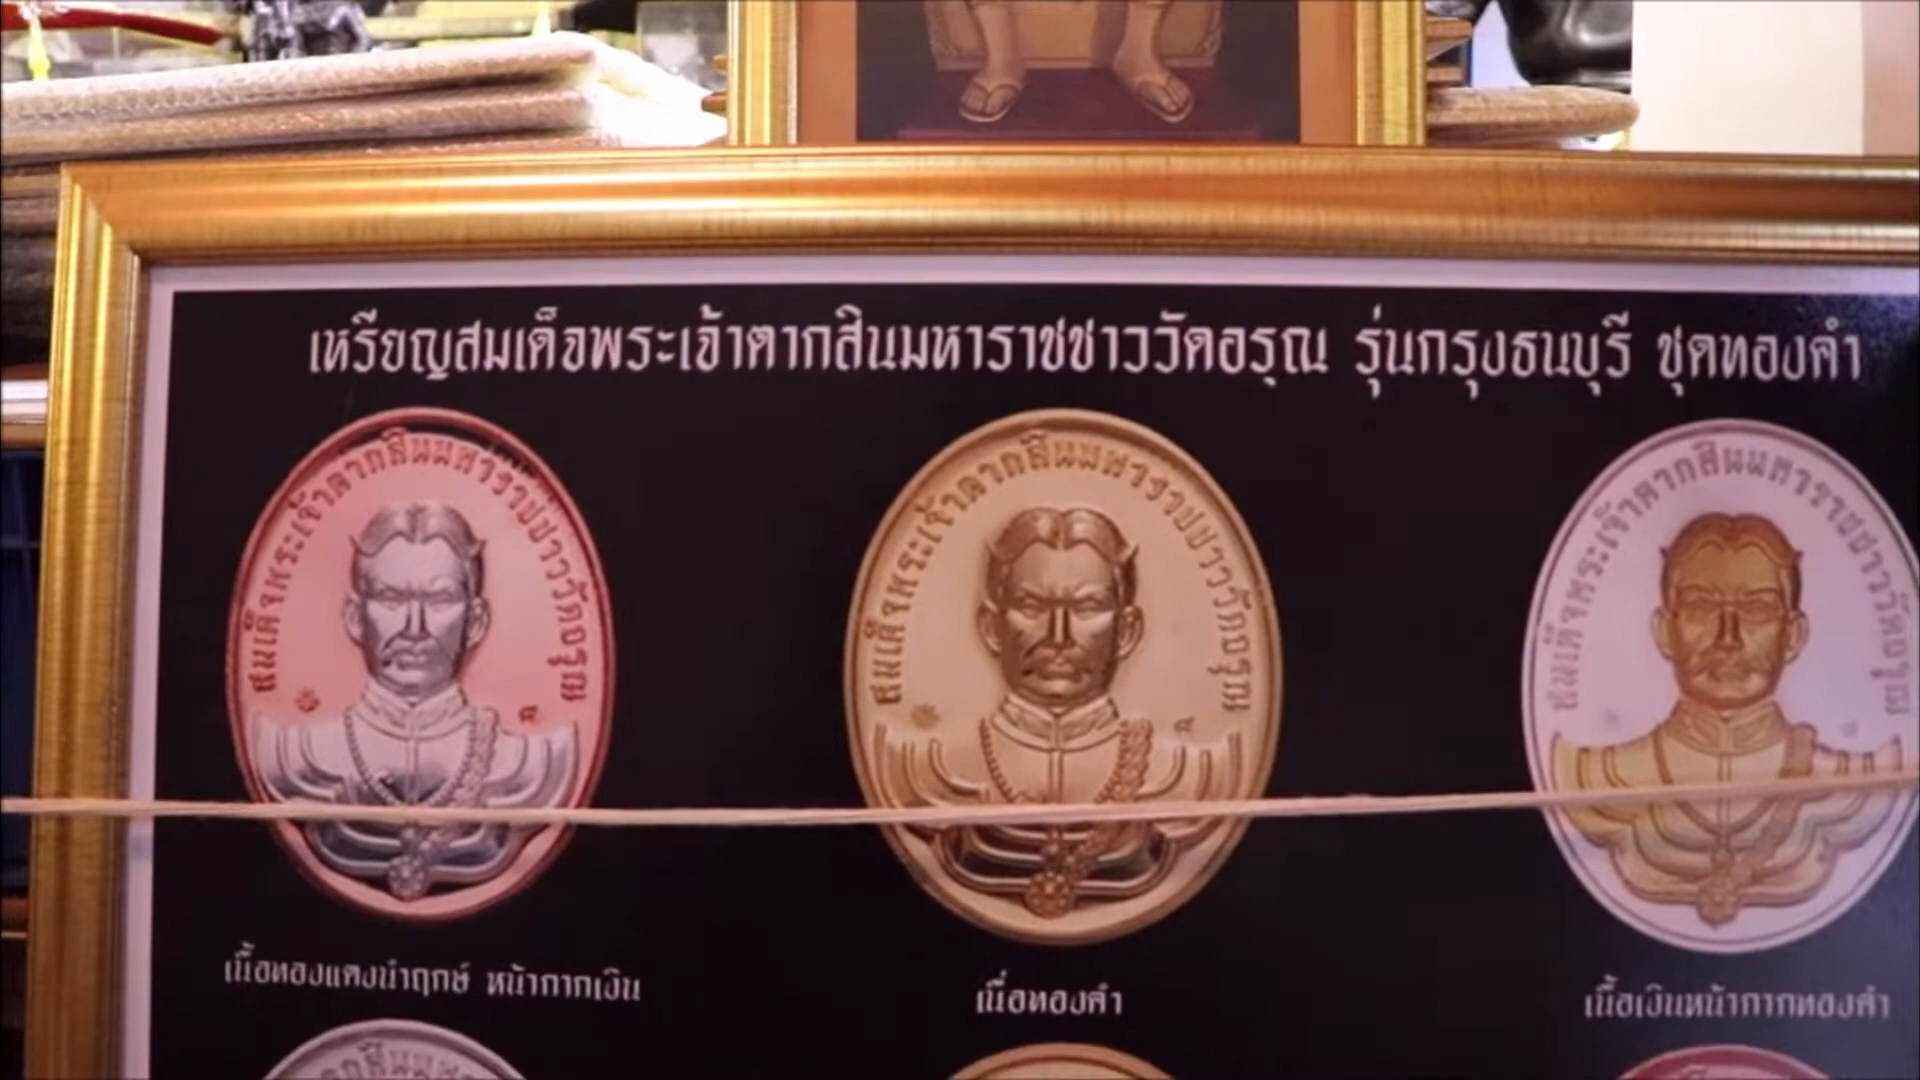 เหรียญสมเด็จพระเจ้าตากสินมหาราชชาววัดอรุณ รุ่นกรุงธนบุรี ชุดทองคำ
สมเด็จพระเจ้าตากสินมหาราชชาววัดอรุณ
สมเด็จพระเจ้าตากสินมหาราชชาววัดอรุณ
สมเด็จพระเจ้าตากสินมหาราชชาววัดอรุณ
เนื้อทองแดงนำฤกษ์ หน้ากากเงิน
เนื้อทองคำ
เนื้อเงินหน้ากากทองคำ